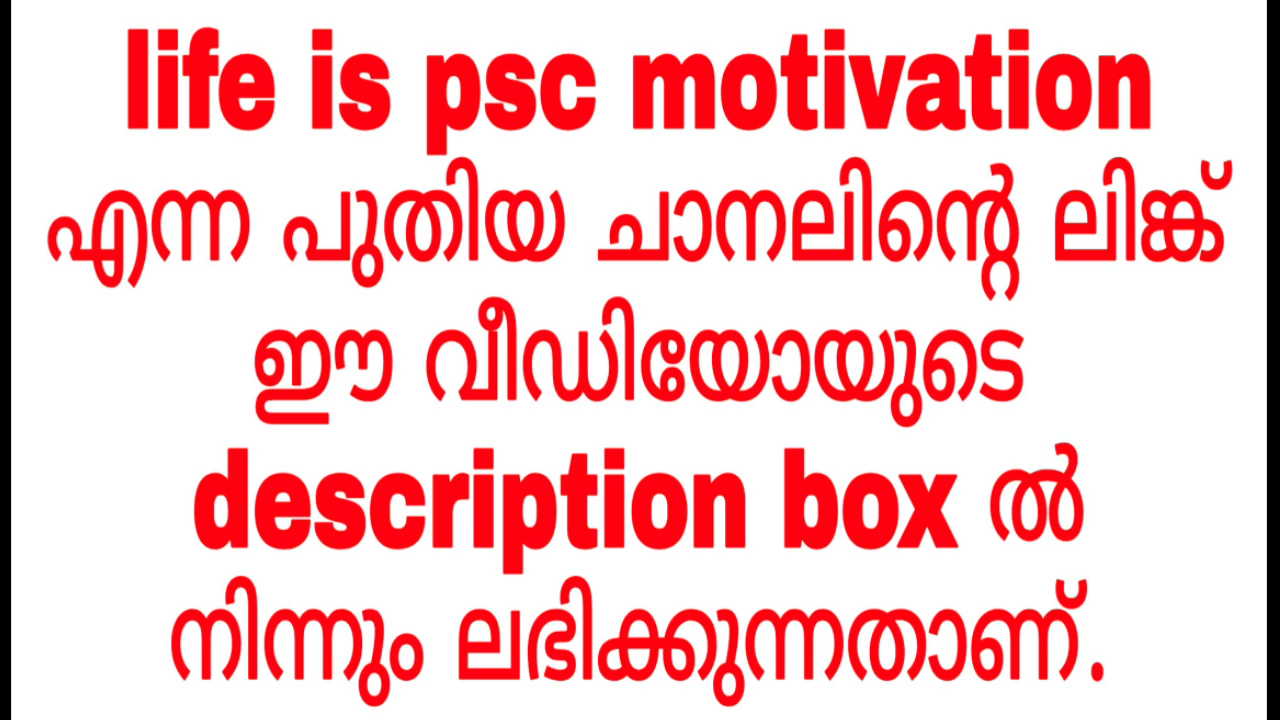 life is psc motivation
എന്ന പുതിയ ചാനലിന്റെ ലിങ്ക്
ഈ വീഡിയോയുടെ
description box ൽ
നിന്നും ലഭിക്കുന്നതാണ്.